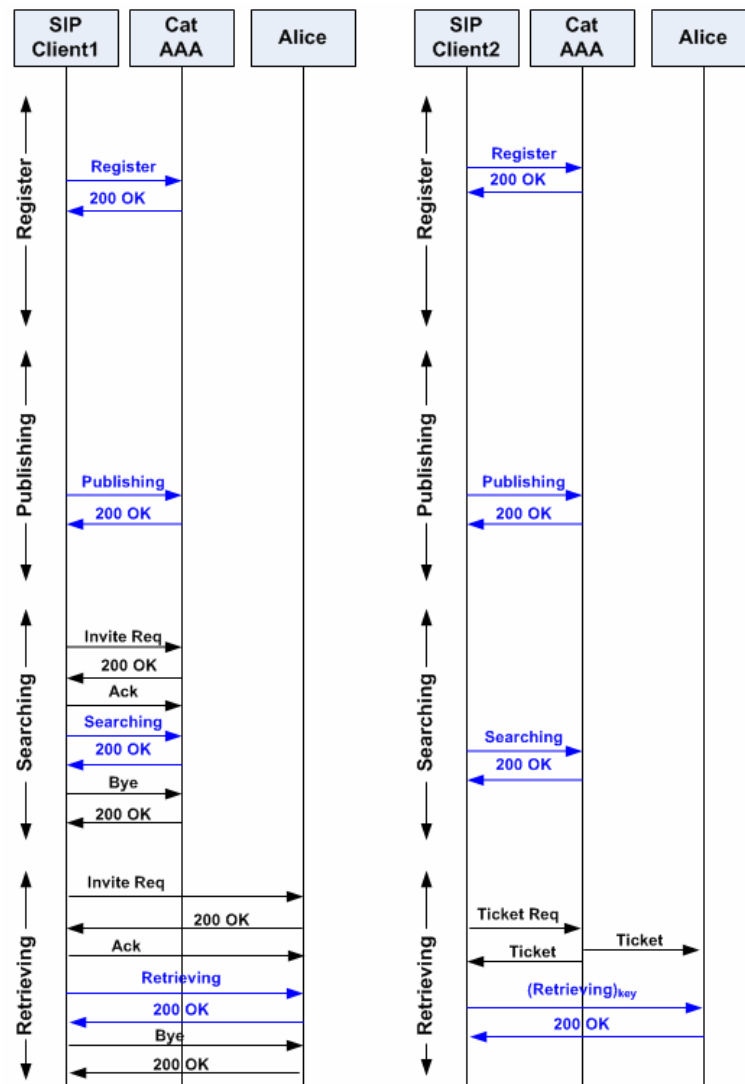 SIP
Client1
Cat
AAA
Alice
Register
Register
200 OK
Publishing
Publishing
200 OK
Searching
Invite Req
200 OK
Ack
Searching
200 OK
Bye
200 OK
Retrieving
Invite Req
200 OK
Ack
Retrieving
200 OK
Bye
200 OK
SIP
Client2
Cat
AAA
Alice
Register
Register
200 OK
Publishing
Publishing
200 OK
Searching
Searching
200 OK
Retrieving
Ticket Req
Ticket
Ticket
(Retrieving)key
200 OK